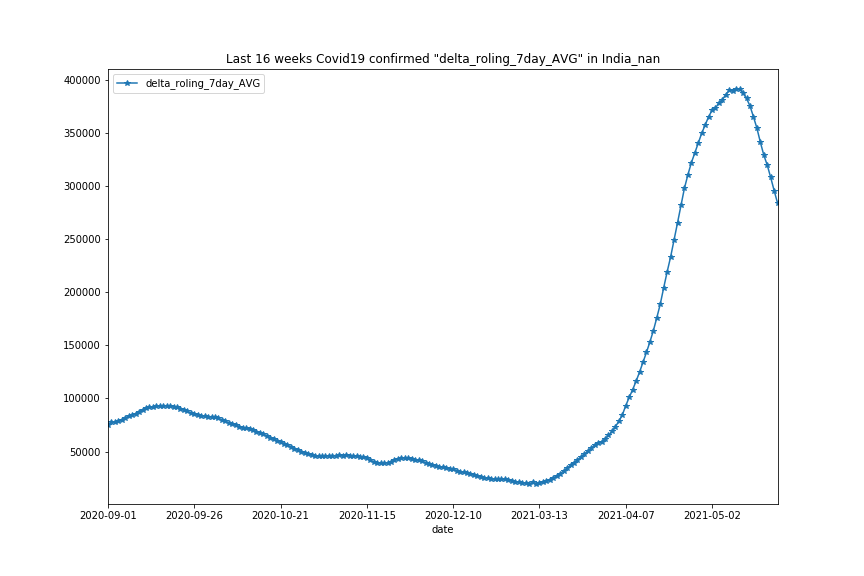 Last 16 weeks Covid19 confirmed "delta_roling_7day_AVG" in India_nan
delta_roling_7day_AVG
400000
350000
300000
250000
200000
150000
100000
50000
2020-09-01 2020-09-26 2020-10-21 2020-11-15 2020-12-10 2021-03-13 2021-04-07 2021-05-02
date